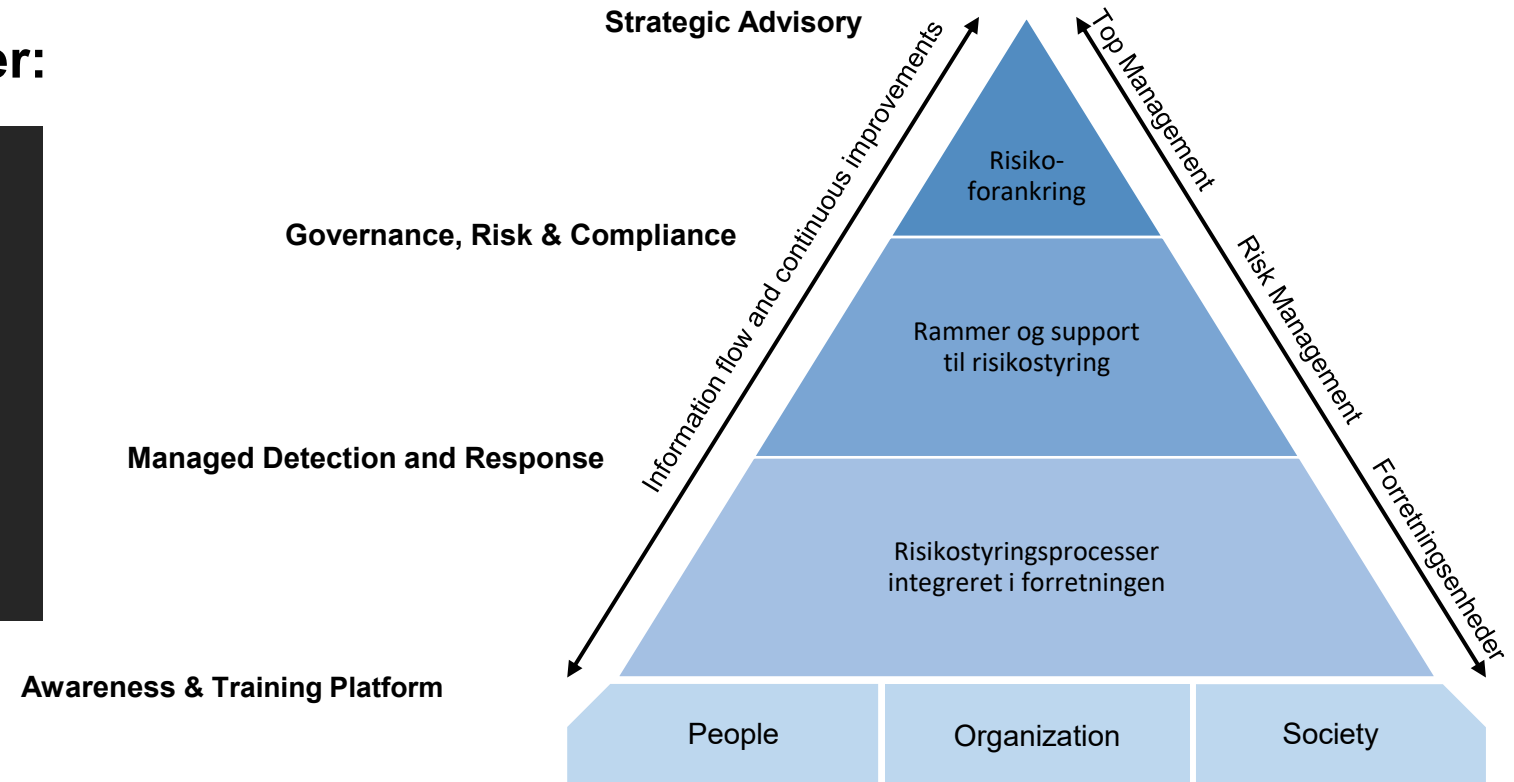 Strategic Advisory
er:
Top Management
Information flow and continuous improvements
Risiko-
forankring
Governance, Risk & Compliance
Risk Management
Rammer og support
til risikostyring
Managed Detection and Response
Forretningsenheder
Risikostyringsprocesser
integreret i forretningen
Awareness & Training Platform
People
Organization
Society